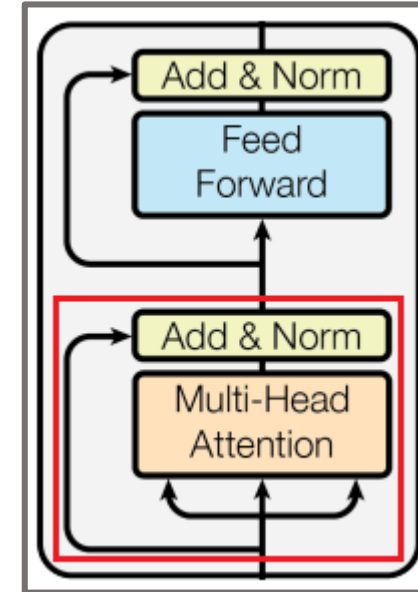 Add & Norm
Feed
Forward
Add & Norm
Multi-Head
Attention